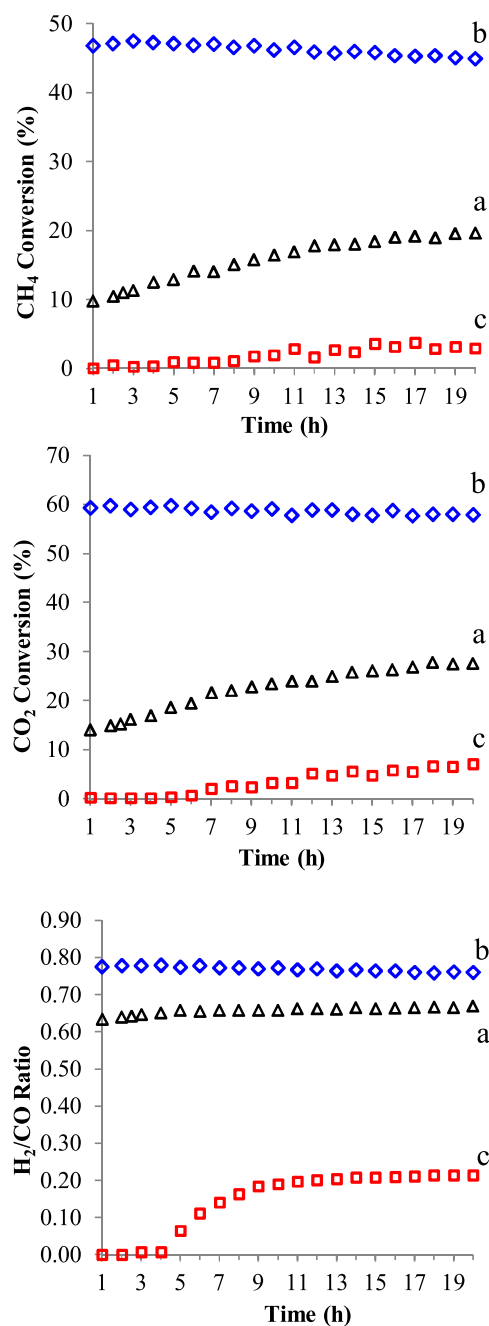 CH4 Conversion (%)
50
40
30
20
10
0
b
a
c
1 3 5 7 9 11 13 15 17 19
Time (h)
CO2 Conversion (%)
70
60
50
40
30
20
10
0
b
a
c
1 3 5 7 9 11 13 15 17 19
Time (h)
H2/CO Ratio
0.90
0.80
0.70
0.60
0.50
0.40
0.30
0.20
0.10
0.00
b
a
c
1 3 5 7 9 11 13 15 17 19
Time (h)